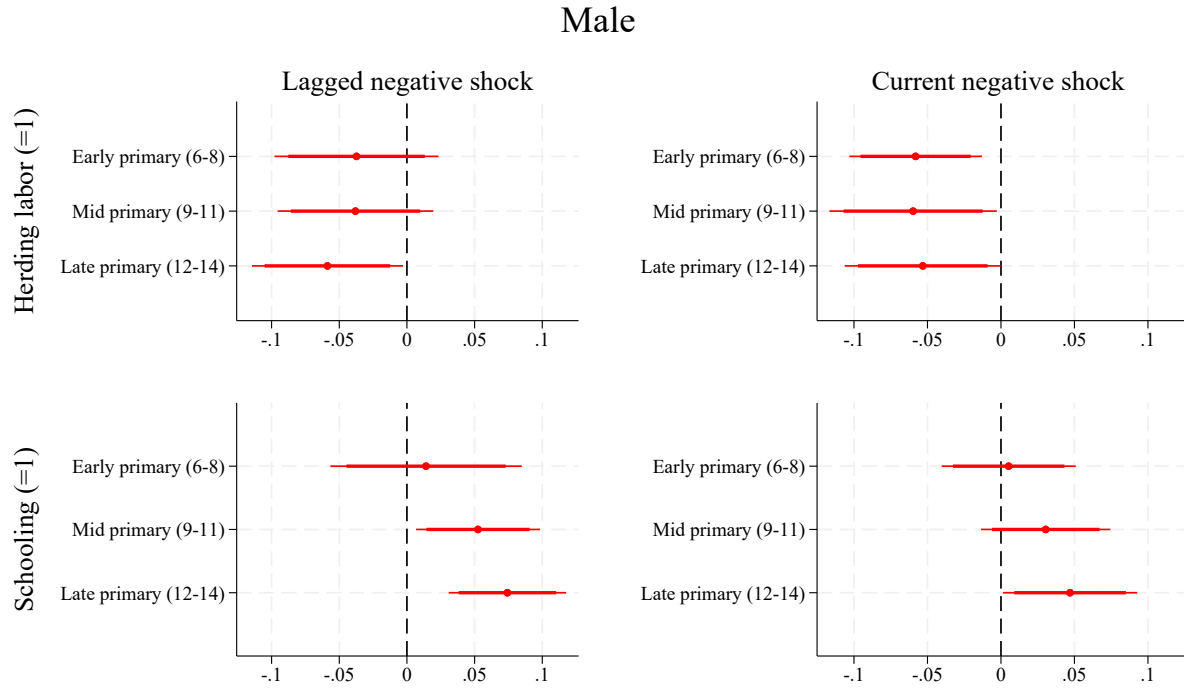 Male
Lagged negative shock
Current negative shock
Herding labor (=1)
Early primary (6-8)
Mid primary (9-11)
Late primary (12-14)
-.1 -.05 0 .05 .1
Early primary (6-8)
Mid primary (9-11)
Late primary (12-14)
-.1 -.05 0 .05 .1
Schooling (=1)
Early primary (6-8)
Mid primary (9-11)
Late primary (12-14)
-.1 -.05 0 .05 .1
Early primary (6-8)
Mid primary (9-11)
Late primary (12-14)
-.1 -.05 0 .05 .1